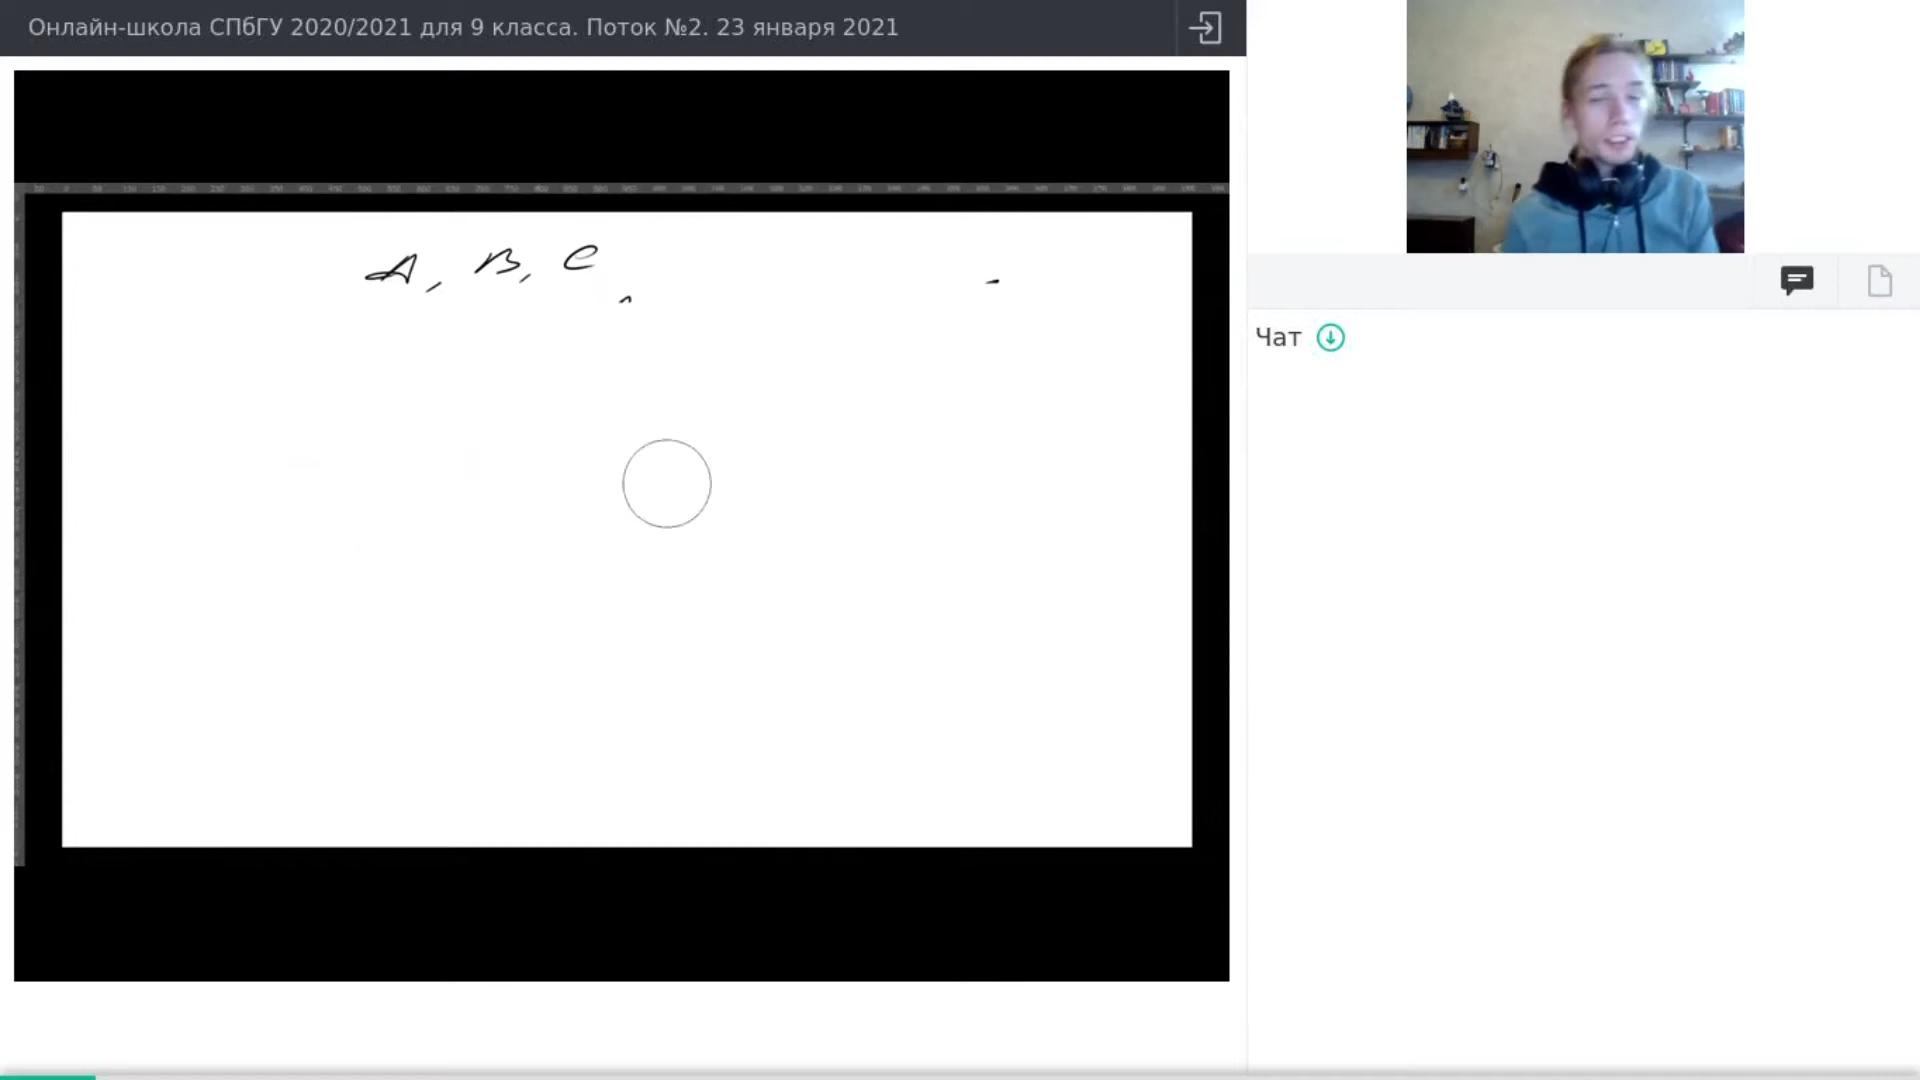 Онлайн-школа СПбГУ 2020/2021 для 9 класса. Поток №2. 23 января 2021
A, B, C
Чат